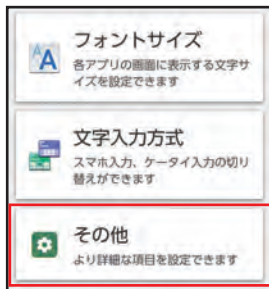 フォントサイズ
各アプリの画面に表示する文字サ
イズを設定できます
文字入力方式
スマホ入力、ケータイ入力の切り
替えができます
その他
より詳細な項目を設定できます